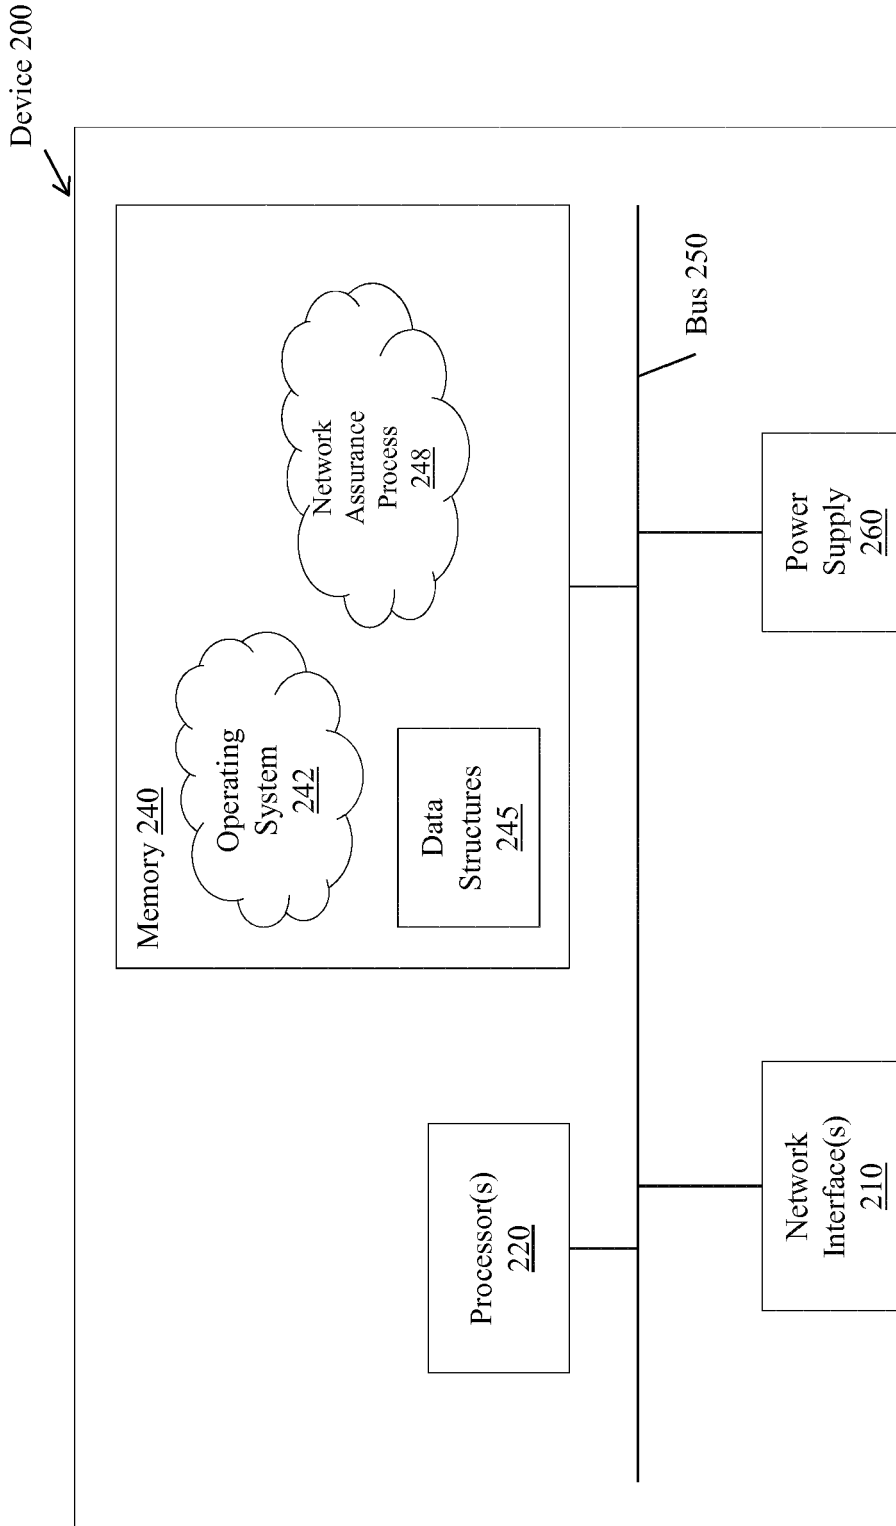 Device 200
Memory 240
Operating
System
242
Network
Assurance
Process
248
Data
Structures
245
Processor(s)
220
Bus 250
Network
Interface(s)
210
Power
Supply
260